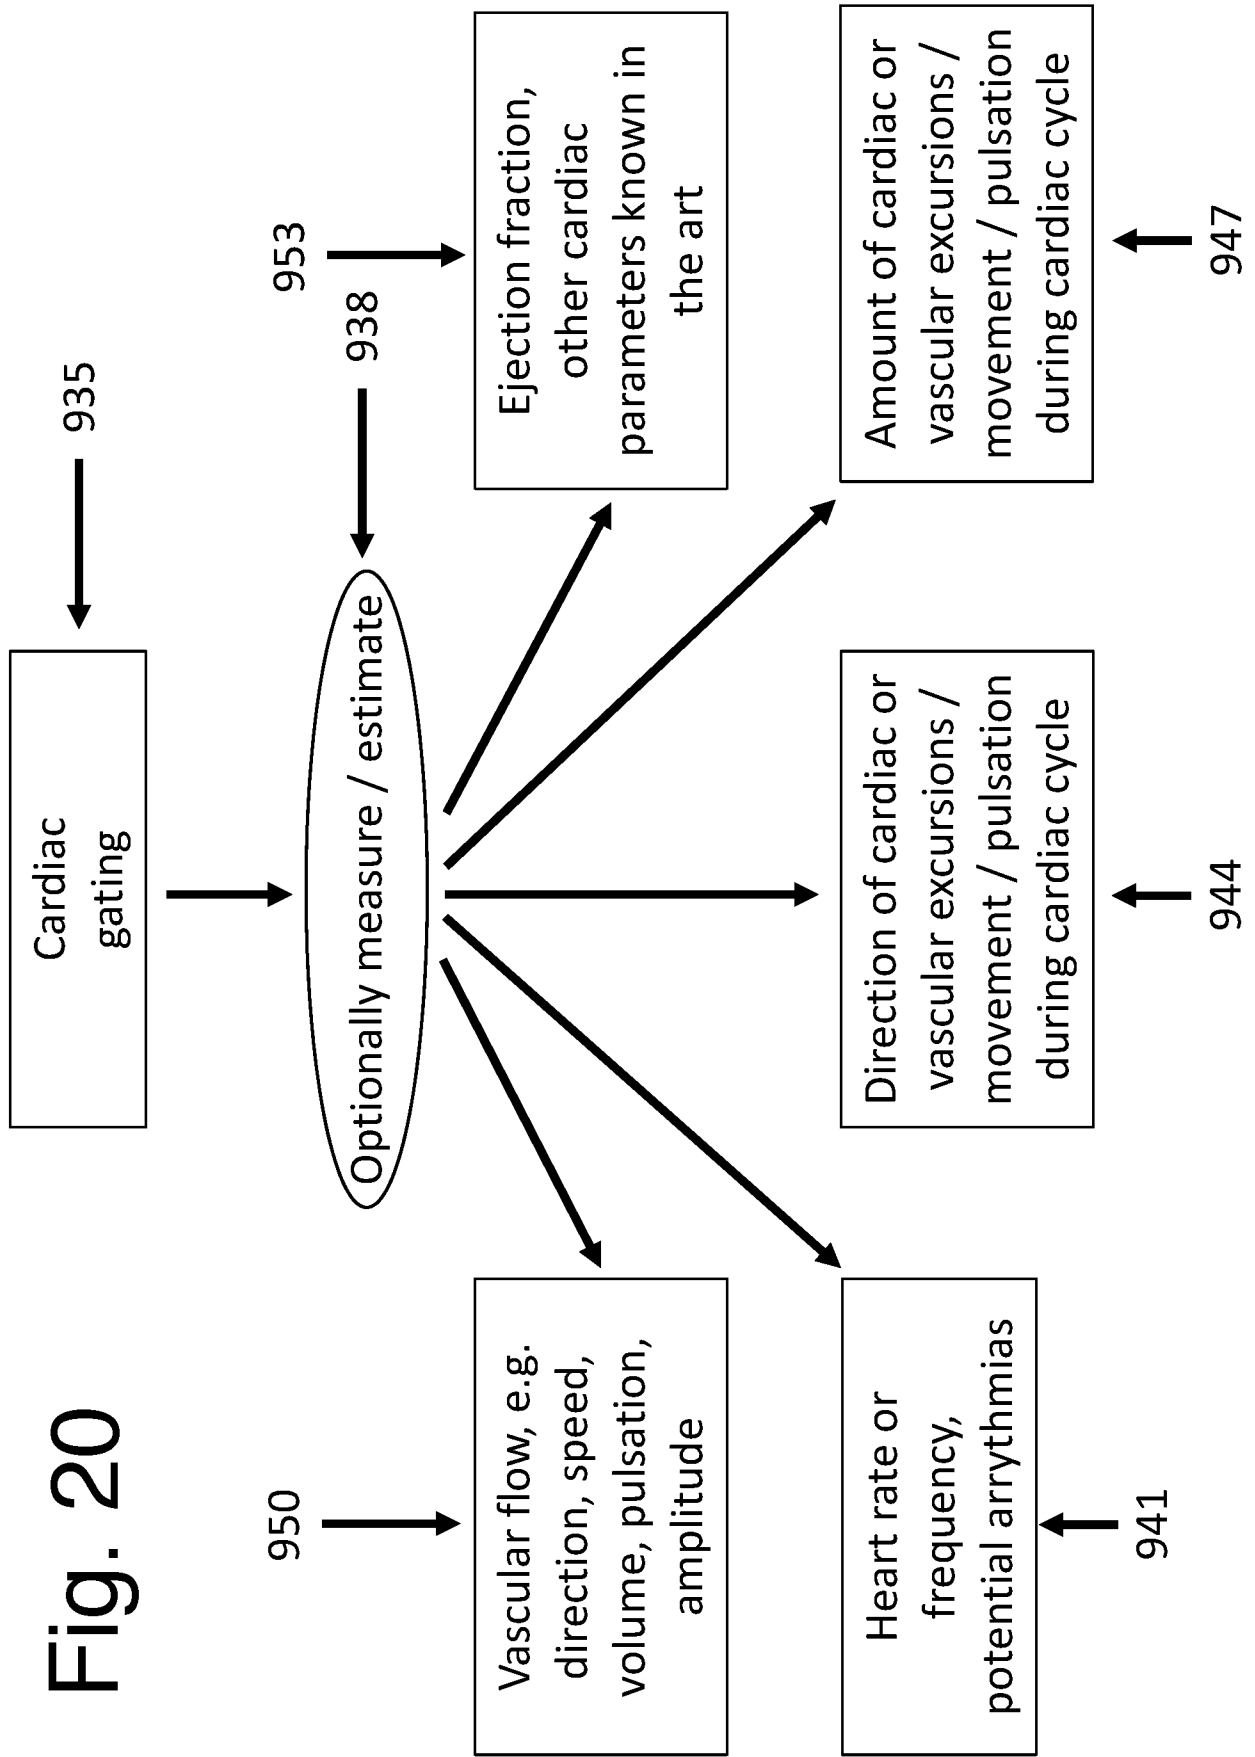 Fig. 20
Cardiac
gating
935
Optionally measure / estimate
938
950
Vascular flow, e.g.
direction, speed,
volume, pulsation,
amplitude
953
Ejection fraction,
other cardiac
parameters known in
the art
Heart rate or
frequency,
potential arrythmias
941
Direction of cardiac or
vascular excursions /
movement / pulsation
during cardiac cycle
944
Amount of cardiac or
vascular excursions /
movement / pulsation
during cardiac cycle
947